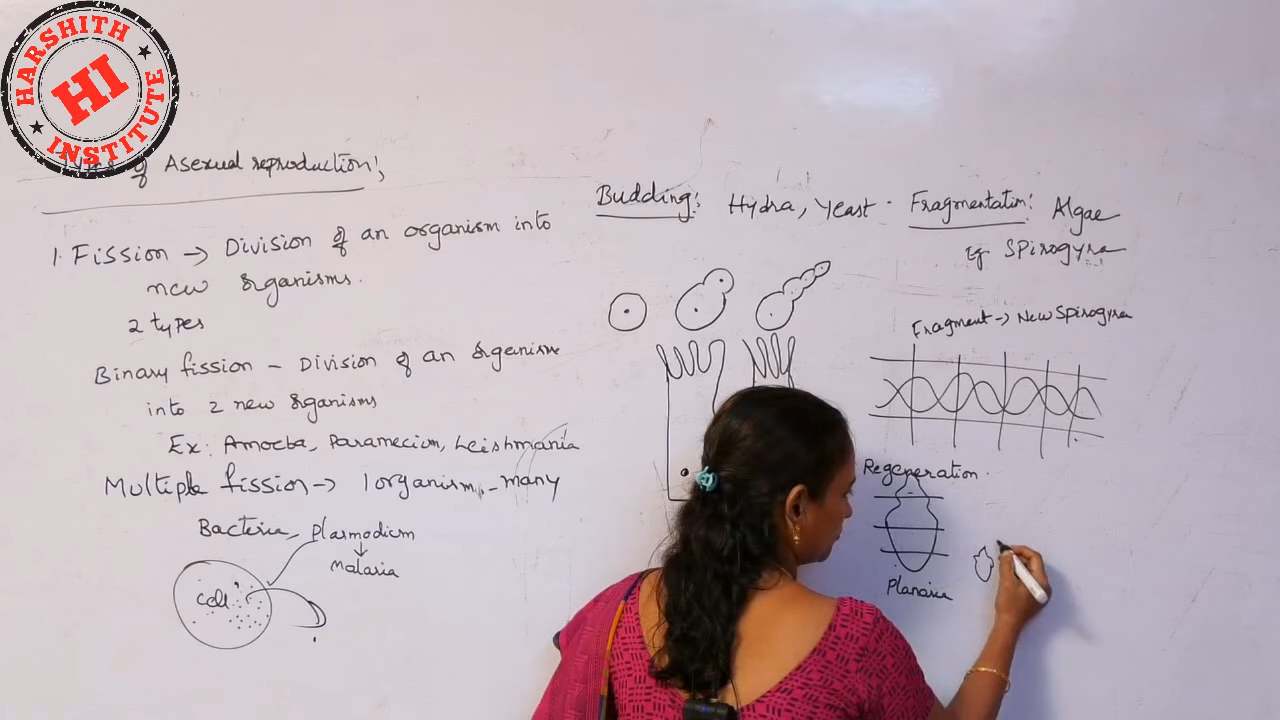 HARSHITH
HI
INSTITUTE
of Asexual reproduction;
1. Fission → Division of an organism into
new organisms.
2 types
Binary fission – Division of an organism
into 2 new organisms
Ex: Amoeba, Paramecium, Leishmania
Multiple fission → 1 organism – many
Bacteria, Plasmodium
↓
Malaria
Cell
Budding: Hydra, Yeast.
Fragmentation: Algae
eg Spirogyra
Fragment → New Spirogyra
Regeneration.
Planaria